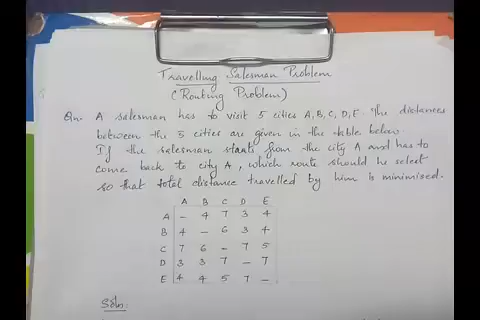 Travelling Salesman Problem
(Routing Problem)
Qn: A salesman has to visit 5 cities A, B, C, D, E. The distances
between the 5 cities are given in the table below.
If the salesman starts from the city A and has to
come back to city A, which route should he select
so that total distance travelled by him is minimised.
A B C D E
A - 4 7 3 4
B 4 - 6 3 4
C 7 6 - 7 5
D 3 3 7 - 7
E 4 4 5 7 -
Soln: